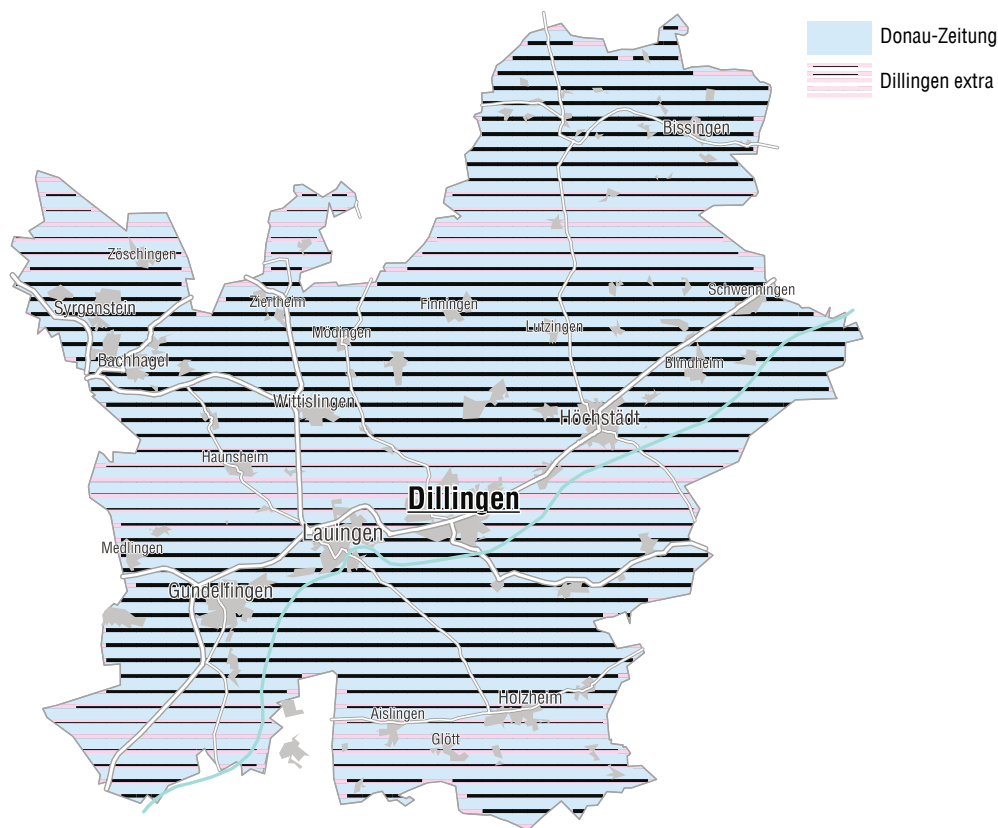 Donau-Zeitung
Dillingen extra
Bissingen
Zöschingen
Schwenningen
Syrgenstein
Ziertheim
Finningen
Mödingen
Lutzingen
Bachhagel
Blindheim
Wittislingen
Höchstädt
Haunsheim
Dillingen
Lauingen
Medlingen
Gundelfingen
Holzheim
Aislingen
Glött